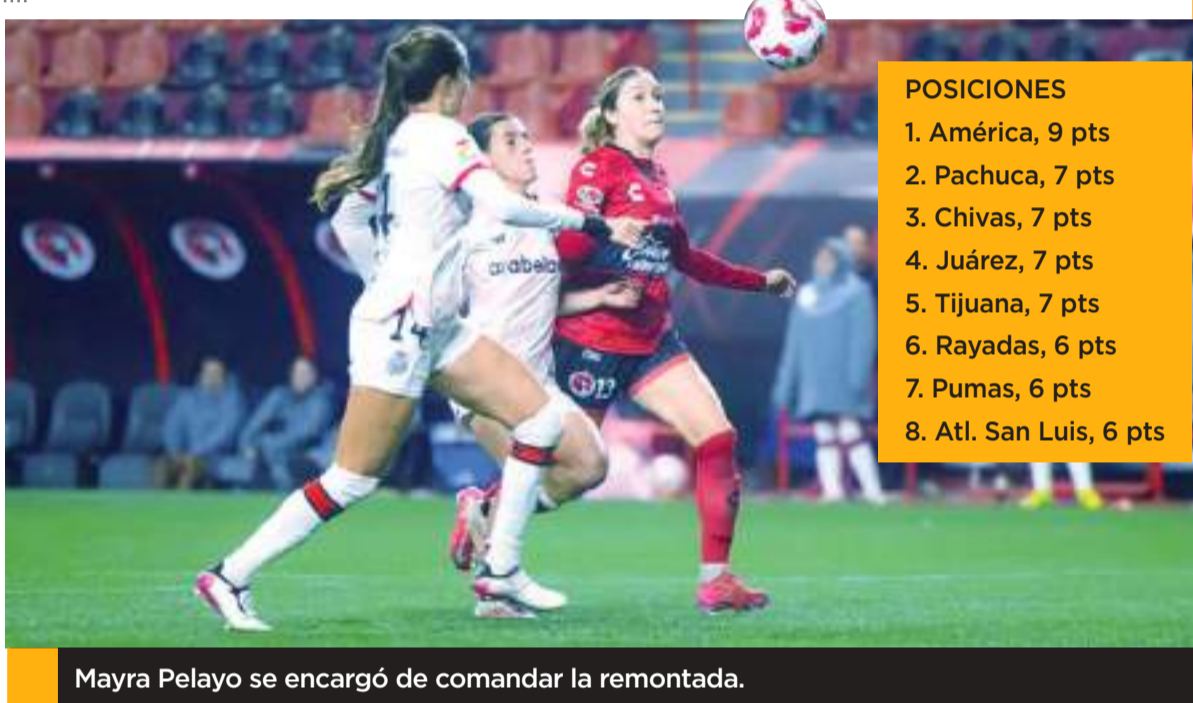 POSICIONES
1. América, 9 pts
2. Pachuca, 7 pts
3. Chivas, 7 pts
4. Juárez, 7 pts
5. Tijuana, 7 pts
6. Rayadas, 6 pts
7. Pumas, 6 pts
8. Atl. San Luis, 6 pts
14
13
Mayra Pelayo se encargó de comandar la remontada.